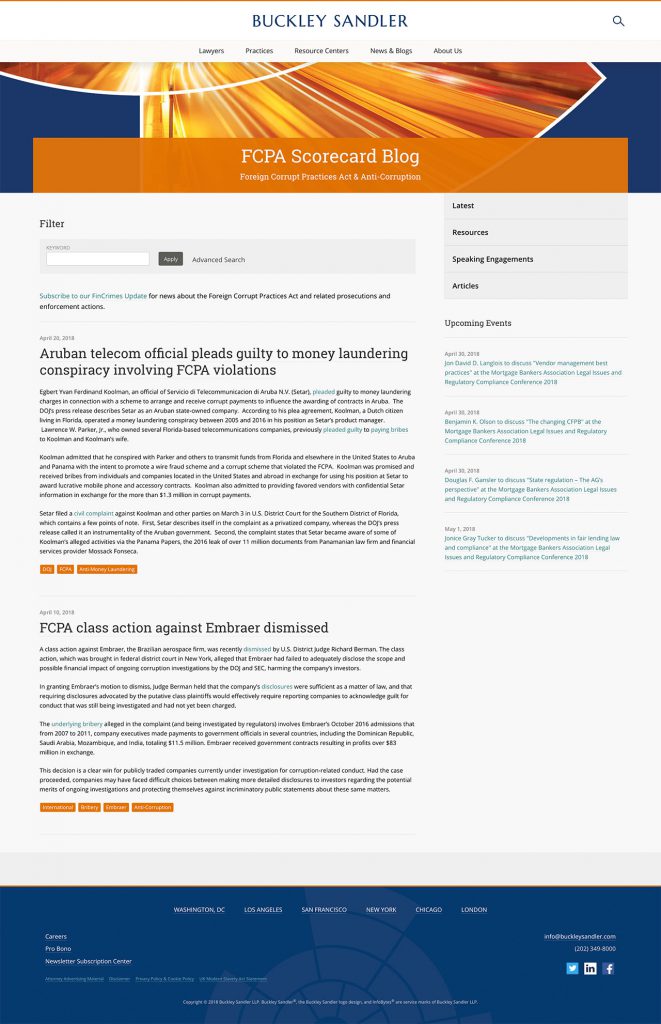 BUCKLEY SANDLER
Lawyers Practices Resource Centers News & Blogs About Us
FCPA Scorecard Blog
Foreign Corrupt Practices Act & Anti-Corruption
Filter
KEYWORD
Apply Advanced Search
Subscribe to our FinCrimes Update for news about the Foreign Corrupt Practices Act and related prosecutions and
enforcement actions.
April 20, 2018
Aruban telecom official pleads guilty to money laundering
conspiracy involving FCPA violations
Egbert Yvan Ferdinand Koolman, an official of Servicio di Telecommunicacion di Aruba N.V. (Setar), pleaded guilty to money laundering
charges in connection with a scheme to arrange and receive corrupt payments to influence the awarding of contracts in Aruba. The
DOJ's press release describes Setar as an Aruban state-owned company. According to his plea agreement, Koolman, a Dutch citizen
living in Florida, operated a money laundering conspiracy between 2005 and 2016 in his position as Setar's product manager.
Lawrence W. Parker, Jr., who owned several Florida-based telecommunications companies, previously pleaded guilty to paying bribes
to Koolman and Koolman's wife.
Koolman admitted that he conspired with Parker and others to transmit funds from Florida and elsewhere in the United States to Aruba
and Panama with the intent to promote a wire fraud scheme and a corrupt scheme that violated the FCPA. Koolman was promised and
received bribes from individuals and companies located in the United States and abroad in exchange for using his position at Setar to
award lucrative mobile phone and accessory contracts. Koolman also admitted to providing favored vendors with confidential Setar
information in exchange for the more than $1.3 million in corrupt payments.
Setar filed a civil complaint against Koolman and other parties on March 3 in U.S. District Court for the Southern District of Florida,
which contains a few points of note. First, Setar describes itself in the complaint as a privatized company, whereas the DOJ's press
release called it an instrumentality of the Aruban government. Second, the complaint states that Setar became aware of some of
Koolman's alleged activities via the Panama Papers, the 2016 leak of over 11 million documents from Panamanian law firm and financial
services provider Mossack Fonseca.
DOJ FCPA Anti-Money Laundering
April 10, 2018
FCPA class action against Embraer dismissed
A class action against Embraer, the Brazilian aerospace firm, was recently dismissed by U.S. District Judge Richard Berman. The class
action, which was brought in federal district court in New York, alleged that Embraer had failed to adequately disclose the scope and
possible financial impact of ongoing corruption investigations by the DOJ and SEC, harming the company's investors.
In granting Embraer's motion to dismiss, Judge Berman held that the company's disclosures were sufficient as a matter of law, and that
requiring disclosures advocated by the putative class plaintiffs would effectively require reporting companies to acknowledge guilt for
conduct that was still being investigated and had not yet been charged.
The underlying bribery alleged in the complaint (and being investigated by regulators) involves Embraer's October 2016 admissions that
from 2007 to 2011, company executives made payments to government officials in several countries, including the Dominican Republic,
Saudi Arabia, Mozambique, and India, totaling $11.5 million. Embraer received government contracts resulting in profits over $83
million in exchange.
This decision is a clear win for publicly traded companies currently under investigation for corruption-related conduct. Had the case
proceeded, companies may have faced difficult choices between making more detailed disclosures to investors regarding the potential
merits of ongoing investigations and protecting themselves against incriminatory public statements about these same matters.
International Bribery Embraer Anti-Corruption
Latest
Resources
Speaking Engagements
Articles
Upcoming Events
April 30, 2018
Jon David D. Langlois to discuss "Vendor management best
practices" at the Mortgage Bankers Association Legal Issues and
Regulatory Compliance Conference 2018
April 30, 2018
Benjamin K. Olson to discuss "The changing CFPB" at the
Mortgage Bankers Association Legal Issues and Regulatory
Compliance Conference 2018
April 30, 2018
Douglas F. Gansler to discuss "State regulation – The AG's
perspective" at the Mortgage Bankers Association Legal Issues
and Regulatory Compliance Conference 2018
May 1, 2018
Jonice Gray Tucker to discuss "Developments in fair lending law
and compliance" at the Mortgage Bankers Association Legal
Issues and Regulatory Compliance Conference 2018
WASHINGTON, DC LOS ANGELES SAN FRANCISCO NEW YORK CHICAGO LONDON
Careers
Pro Bono
Newsletter Subscription Center
Attorney Advertising Material Disclaimer Privacy Policy & Cookie Policy UK Modern Slavery Act Statement
info@buckleysandler.com
(202) 349-8000
Copyright © 2018 Buckley Sandler LLP. Buckley Sandler®, the Buckley Sandler logo design, and InfoBytes® are service marks of Buckley Sandler LLP.